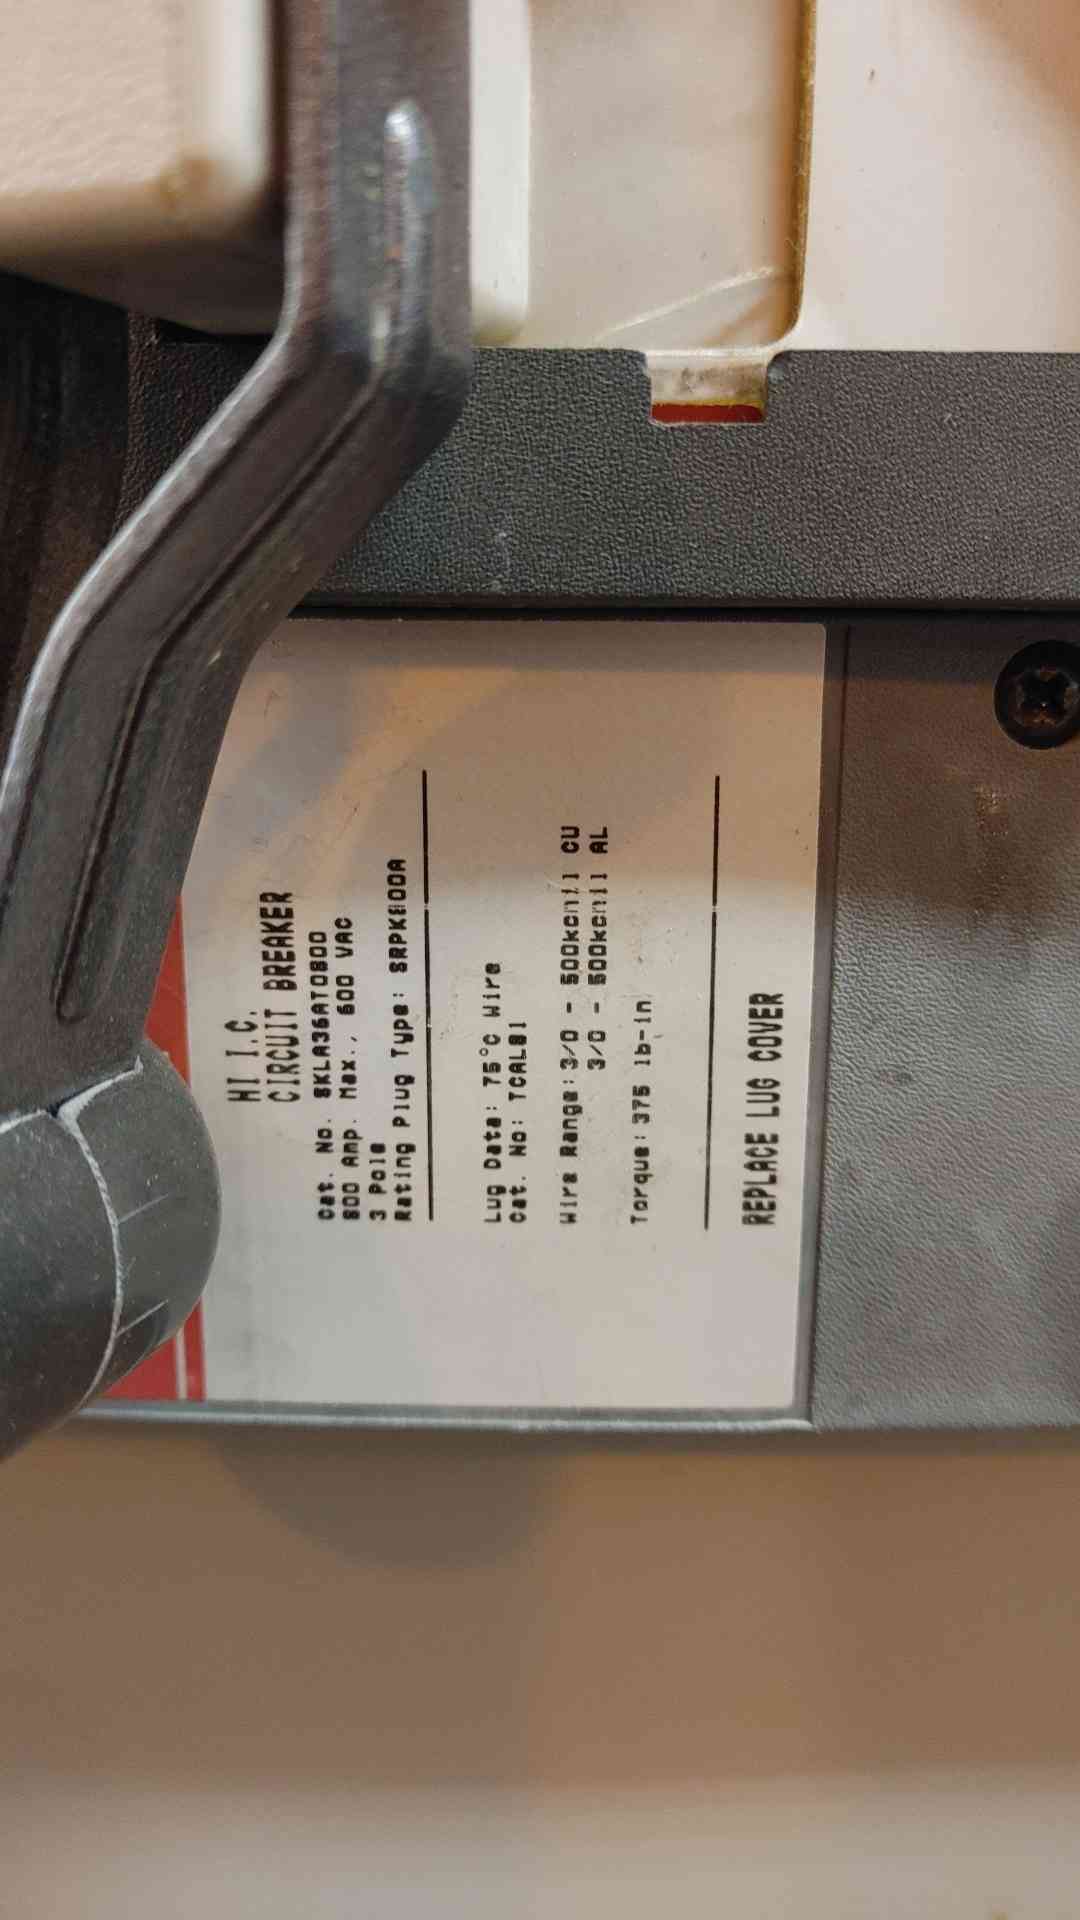 HI I.C.
CIRCUIT BREAKER
Cat. No. SKLA36AT0800
800 Amp. Max., 600 VAC
3 Pole
Rating Plug Type: SRPK800A
Lug Data: 75°C Wire
Cat. No: TCAL81
Wire Range: 3/0 - 500kcmil CU
3/0 - 500kcmil AL
Torque: 375 lb-in
REPLACE LUG COVER